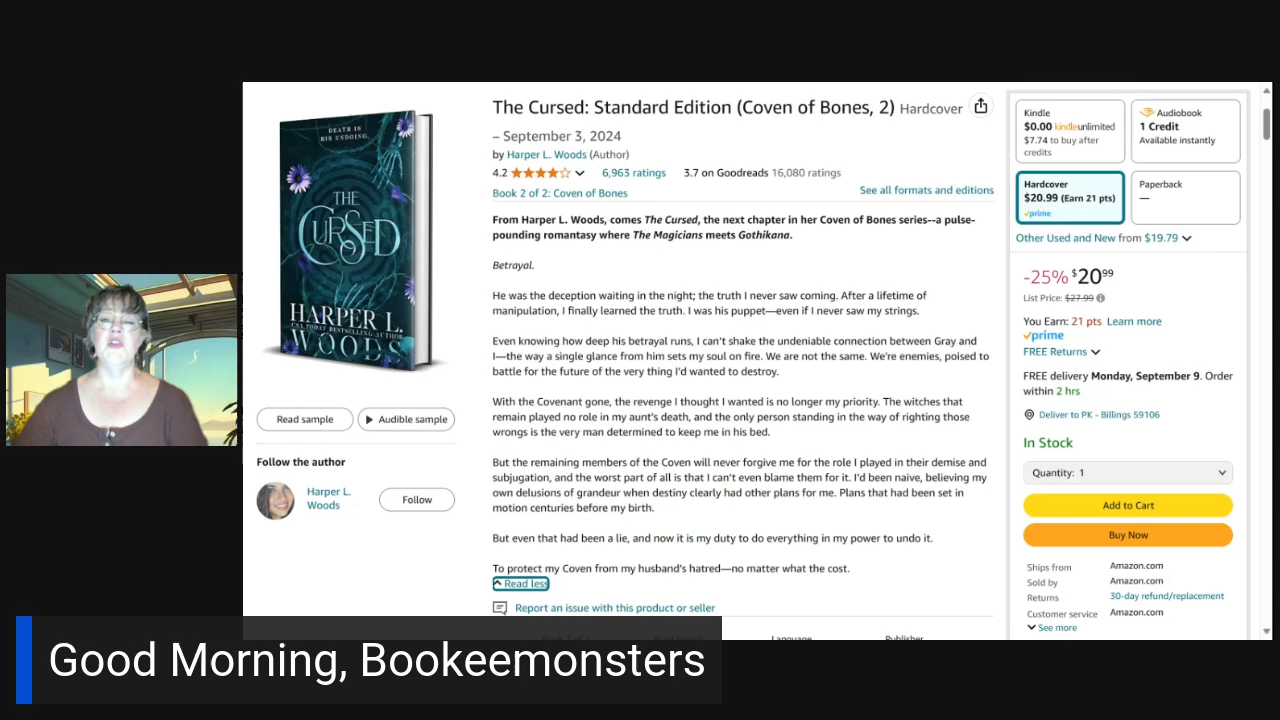 DEATH IS
HIS UNDOING.
THE
CURSED
HARPER L.
USA TODAY BESTSELLING AUTHOR
WOODS
Read sample
Audible sample
Follow the author
Harper L.
Woods
Follow
The Cursed: Standard Edition (Coven of Bones, 2) Hardcover
– September 3, 2024
by Harper L. Woods (Author)
4.2 6,963 ratings 3.7 on Goodreads 16,080 ratings
Book 2 of 2: Coven of Bones
See all formats and editions
From Harper L. Woods, comes The Cursed, the next chapter in her Coven of Bones series--a pulse-
pounding romantasy where The Magicians meets Gothikana.
Betrayal.
He was the deception waiting in the night; the truth I never saw coming. After a lifetime of
manipulation, I finally learned the truth. I was his puppet—even if I never saw my strings.
Even knowing how deep his betrayal runs, I can't shake the undeniable connection between Gray and
I—the way a single glance from him sets my soul on fire. We are not the same. We're enemies, poised to
battle for the future of the very thing I'd wanted to destroy.
With the Covenant gone, the revenge I thought I wanted is no longer my priority. The witches that
remain played no role in my aunt's death, and the only person standing in the way of righting those
wrongs is the very man determined to keep me in his bed.
But the remaining members of the Coven will never forgive me for the role I played in their demise and
subjugation, and the worst part of all is that I can't even blame them for it. I'd been naive, believing my
own delusions of grandeur when destiny clearly had other plans for me. Plans that had been set in
motion centuries before my birth.
But even that had been a lie, and now it is my duty to do everything in my power to undo it.
To protect my Coven from my husband's hatred—no matter what the cost.
Read less
Report an issue with this product or seller
Language
Publisher
Kindle
$0.00 kindleunlimited
$7.74 to buy after
credits
Audiobook
1 Credit
Available instantly
Hardcover
$20.99 (Earn 21 pts)
prime
Paperback
—
Other Used and New from $19.79
-25% $20 99
List Price: $27.99
You Earn: 21 pts Learn more
prime
FREE Returns
FREE delivery Monday, September 9. Order
within 2 hrs
Deliver to PK - Billings 59106
In Stock
Quantity: 1
Add to Cart
Buy Now
Ships from Amazon.com
Sold by Amazon.com
Returns 30-day refund/replacement
Customer service Amazon.com
See more
Good Morning, Bookeemonsters